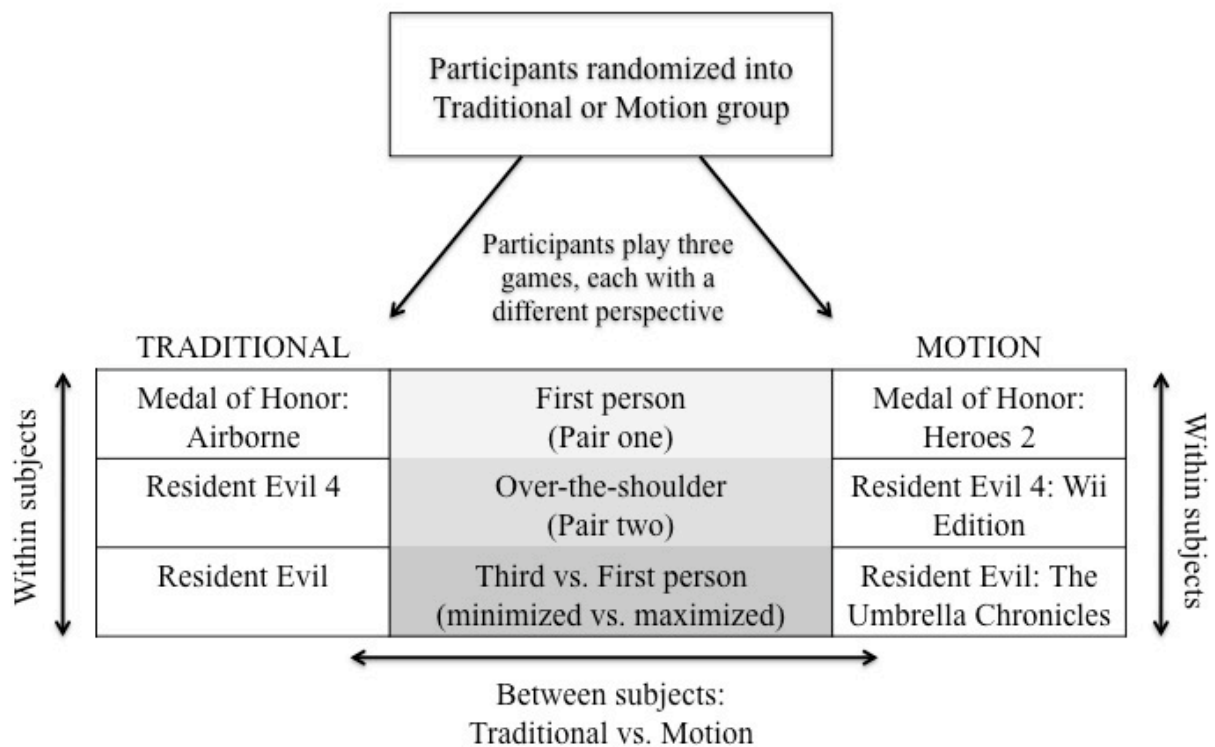 Participants randomized into
Traditional or Motion group
Participants play three
games, each with a
different perspective
TRADITIONAL
MOTION
Within subjects
Medal of Honor:
Airborne
First person
(Pair one)
Medal of Honor:
Heroes 2
Resident Evil 4
Over-the-shoulder
(Pair two)
Resident Evil 4: Wii
Edition
Resident Evil
Third vs. First person
(minimized vs. maximized)
Resident Evil: The
Umbrella Chronicles
Within subjects
Between subjects:
Traditional vs. Motion